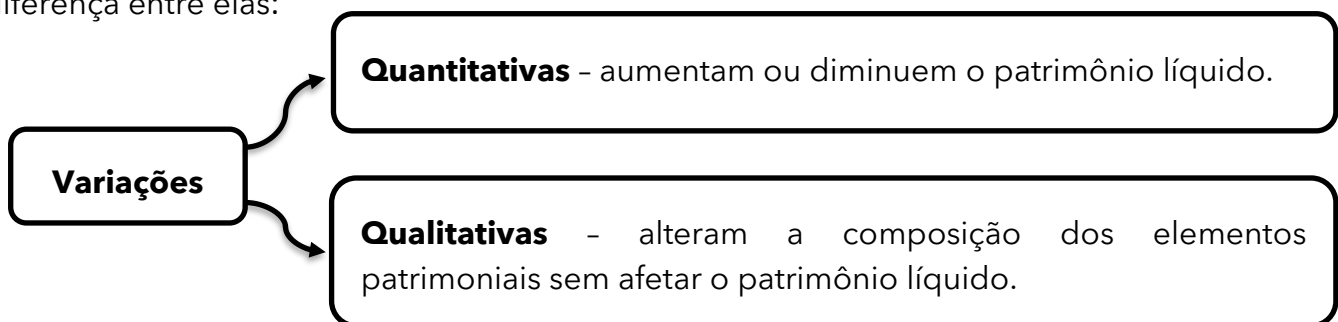 diferença entre elas:
Quantitativas – aumentam ou diminuem o patrimônio líquido.
Variações
Qualitativas – alteram a composição dos elementos
patrimoniais sem afetar o patrimônio líquido.